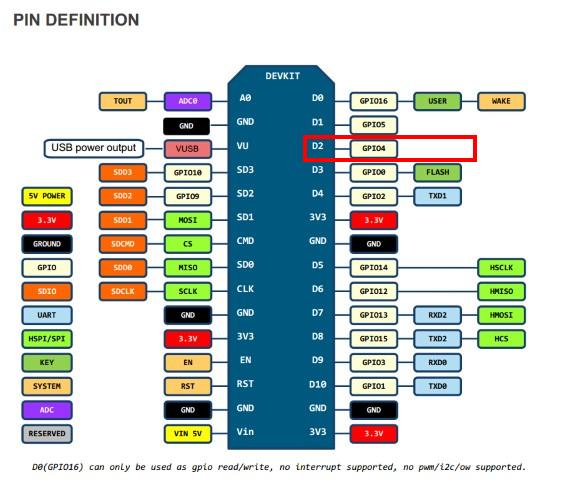 PIN DEFINITION
DEVKIT
TOUT ADC0 A0 D0 GPIO16 USER WAKE
GND GND D1 GPIO5
USB power output VUSB VU D2 GPIO4
SDD3 GPIO10 SD3 D3 GPIO0 FLASH
5V POWER SDD2 GPIO9 SD2 D4 GPIO2 TXD1
3.3V SDD1 MOSI SD1 3V3 3.3V
GROUND SDCMD CS CMD GND GND
GPIO SDD0 MISO SD0 D5 GPIO14 HSCLK
SDIO SDCLK SCLK CLK D6 GPIO12 HMISO
UART GND GND D7 GPIO13 RXD2 HMOSI
HSPI/SPI 3.3V 3V3 D8 GPIO15 TXD2 HCS
KEY EN EN D9 GPIO3 RXD0
SYSTEM RST RST D10 GPIO1 TXD0
ADC GND GND GND GND
RESERVED VIN 5V Vin 3V3 3.3V
D0(GPIO16) can only be used as gpio read/write, no interrupt supported, no pwm/i2c/ow supported.